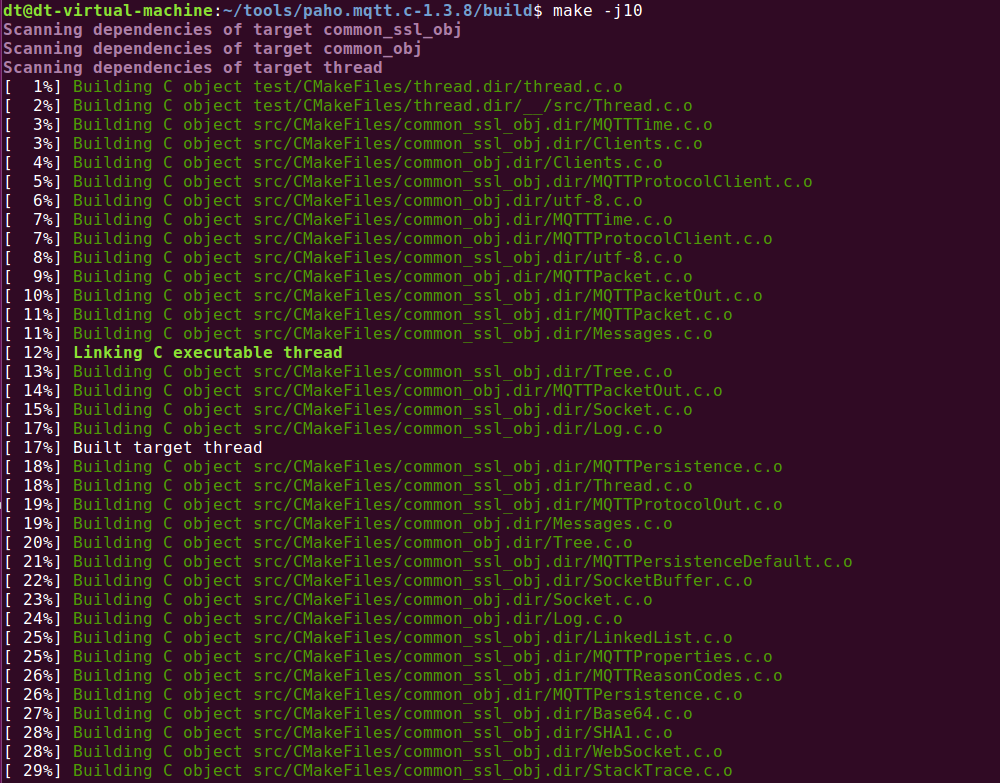 dt@dt-virtual-machine:~/tools/paho.mqtt.c-1.3.8/build$ make -j10
Scanning dependencies of target common_ssl_obj
Scanning dependencies of target common_obj
Scanning dependencies of target thread
[  1%] Building C object test/CMakeFiles/thread.dir/thread.c.o
[  2%] Building C object test/CMakeFiles/thread.dir/__/src/Thread.c.o
[  3%] Building C object src/CMakeFiles/common_ssl_obj.dir/MQTTTime.c.o
[  3%] Building C object src/CMakeFiles/common_ssl_obj.dir/Clients.c.o
[  4%] Building C object src/CMakeFiles/common_obj.dir/Clients.c.o
[  5%] Building C object src/CMakeFiles/common_ssl_obj.dir/MQTTProtocolClient.c.o
[  6%] Building C object src/CMakeFiles/common_obj.dir/utf-8.c.o
[  7%] Building C object src/CMakeFiles/common_obj.dir/MQTTTime.c.o
[  7%] Building C object src/CMakeFiles/common_obj.dir/MQTTProtocolClient.c.o
[  8%] Building C object src/CMakeFiles/common_ssl_obj.dir/utf-8.c.o
[  9%] Building C object src/CMakeFiles/common_obj.dir/MQTTPacket.c.o
[ 10%] Building C object src/CMakeFiles/common_ssl_obj.dir/MQTTPacketOut.c.o
[ 11%] Building C object src/CMakeFiles/common_ssl_obj.dir/MQTTPacket.c.o
[ 11%] Building C object src/CMakeFiles/common_ssl_obj.dir/Messages.c.o
[ 12%] Linking C executable thread
[ 13%] Building C object src/CMakeFiles/common_ssl_obj.dir/Tree.c.o
[ 14%] Building C object src/CMakeFiles/common_obj.dir/MQTTPacketOut.c.o
[ 15%] Building C object src/CMakeFiles/common_ssl_obj.dir/Socket.c.o
[ 17%] Building C object src/CMakeFiles/common_ssl_obj.dir/Log.c.o
[ 17%] Built target thread
[ 18%] Building C object src/CMakeFiles/common_ssl_obj.dir/MQTTPersistence.c.o
[ 18%] Building C object src/CMakeFiles/common_ssl_obj.dir/Thread.c.o
[ 19%] Building C object src/CMakeFiles/common_ssl_obj.dir/MQTTProtocolOut.c.o
[ 19%] Building C object src/CMakeFiles/common_obj.dir/Messages.c.o
[ 20%] Building C object src/CMakeFiles/common_obj.dir/Tree.c.o
[ 21%] Building C object src/CMakeFiles/common_ssl_obj.dir/MQTTPersistenceDefault.c.o
[ 22%] Building C object src/CMakeFiles/common_ssl_obj.dir/SocketBuffer.c.o
[ 23%] Building C object src/CMakeFiles/common_obj.dir/Socket.c.o
[ 24%] Building C object src/CMakeFiles/common_obj.dir/Log.c.o
[ 25%] Building C object src/CMakeFiles/common_ssl_obj.dir/LinkedList.c.o
[ 25%] Building C object src/CMakeFiles/common_ssl_obj.dir/MQTTProperties.c.o
[ 26%] Building C object src/CMakeFiles/common_ssl_obj.dir/MQTTReasonCodes.c.o
[ 26%] Building C object src/CMakeFiles/common_obj.dir/MQTTPersistence.c.o
[ 27%] Building C object src/CMakeFiles/common_ssl_obj.dir/Base64.c.o
[ 28%] Building C object src/CMakeFiles/common_ssl_obj.dir/SHA1.c.o
[ 28%] Building C object src/CMakeFiles/common_ssl_obj.dir/WebSocket.c.o
[ 29%] Building C object src/CMakeFiles/common_ssl_obj.dir/StackTrace.c.o